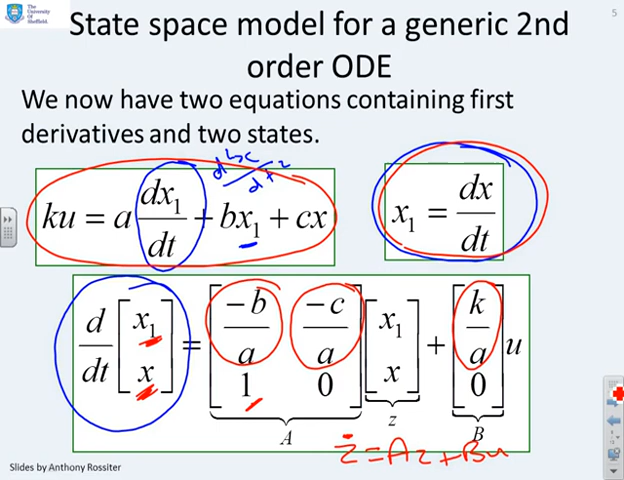 The University Of Sheffield.
5
State space model for a generic 2nd
order ODE
We now have two equations containing first
derivatives and two states.
d²x/dt²
ku = a dx₁/dt + bx₁ + cx
x₁ = dx/dt
d/dt [x₁; x] = [−b/a −c/a; 1 0] [x₁; x] + [k/a; 0] u
A z B
ż = Az + Bu
Slides by Anthony Rossiter